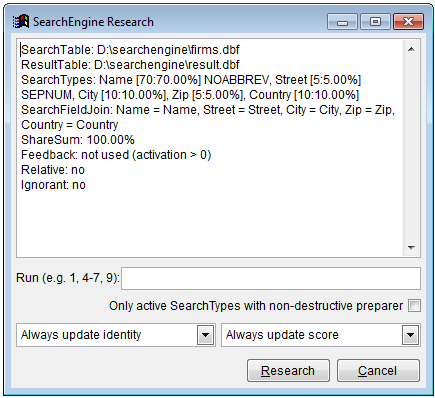 SearchEngine Research
SearchTable: D:\searchengine\firms.dbf
ResultTable: D:\searchengine\result.dbf
SearchTypes: Name [70:70.00%] NOABBREV, Street [5:5.00%]
SEPNUM, City [10:10.00%], Zip [5:5.00%], Country [10:10.00%]
SearchFieldJoin: Name = Name, Street = Street, City = City, Zip = Zip,
Country = Country
ShareSum: 100.00%
Feedback: not used (activation > 0)
Relative: no
Ignorant: no
Run (e.g. 1, 4-7, 9):
Only active SearchTypes with non-destructive preparer
Always update identity Always update score
Research Cancel